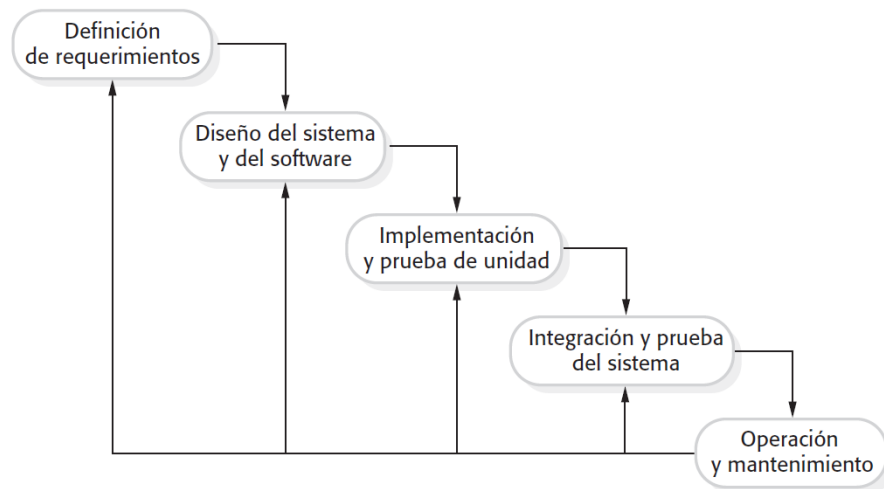 Definición
de requerimientos
Diseño del sistema
y del software
Implementación
y prueba de unidad
Integración y prueba
del sistema
Operación
y mantenimiento